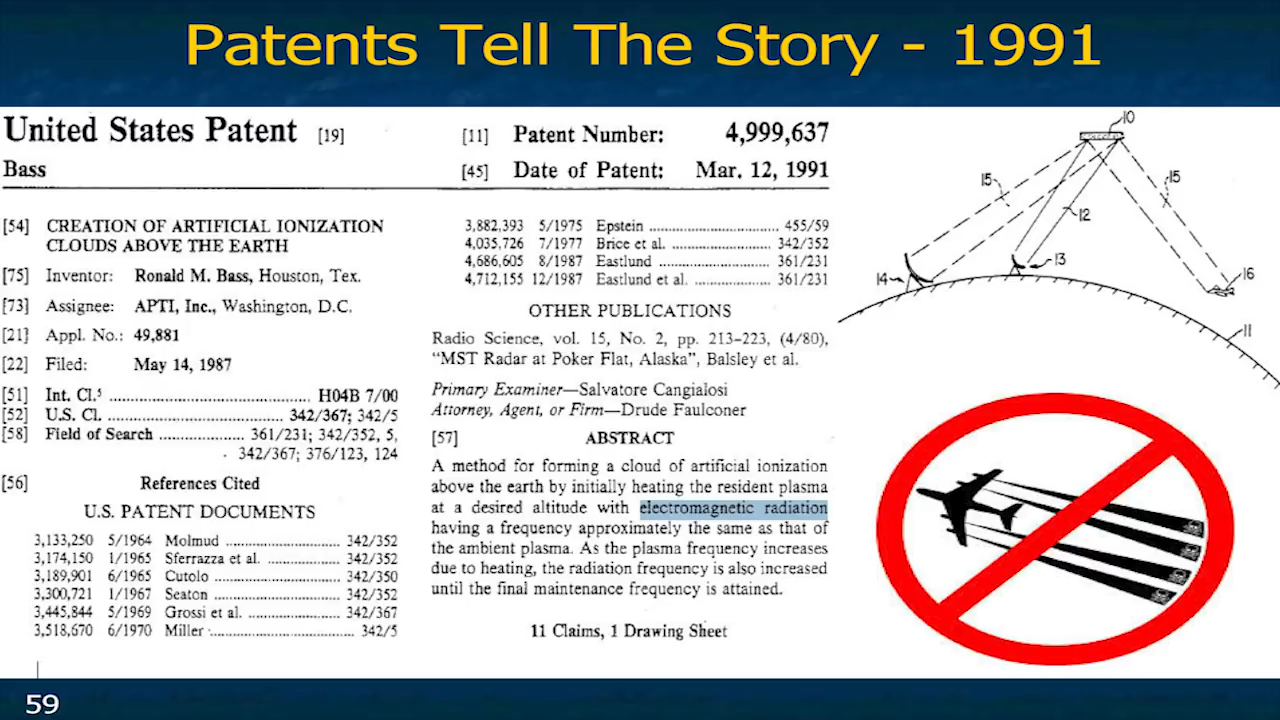 Patents Tell The Story - 1991
United States Patent [19]
Bass
[11] Patent Number: 4,999,637
[45] Date of Patent: Mar. 12, 1991
[54] CREATION OF ARTIFICIAL IONIZATION
CLOUDS ABOVE THE EARTH
[75] Inventor: Ronald M. Bass, Houston, Tex.
[73] Assignee: APTI, Inc., Washington, D.C.
[21] Appl. No.: 49,881
[22] Filed: May 14, 1987
[51] Int. Cl.⁵ ........................................ H04B 7/00
[52] U.S. Cl. ................................... 342/367; 342/5
[58] Field of Search .................. 361/231; 342/352, 5,
342/367; 376/123, 124
[56] References Cited
U.S. PATENT DOCUMENTS
3,133,250 5/1964 Molmud ............................. 342/352
3,174,150 1/1965 Sferrazza et al. ..................... 342/352
3,189,901 6/1965 Cutolo ................................ 342/350
3,300,721 1/1967 Seaton ................................ 342/352
3,445,844 5/1969 Grossi et al. ......................... 342/367
3,518,670 6/1970 Miller .................................. 342/5
3,882,393 5/1975 Epstein ................................ 455/59
4,035,726 7/1977 Brice et al. .......................... 342/352
4,686,605 8/1987 Eastlund ............................. 361/231
4,712,155 12/1987 Eastlund et al. ..................... 361/231
OTHER PUBLICATIONS
Radio Science, vol. 15, No. 2, pp. 213-223, (4/80),
"MST Radar at Poker Flat, Alaska", Balsley et al.
Primary Examiner—Salvatore Cangialosi
Attorney, Agent, or Firm—Drude Faulconer
[57] ABSTRACT
A method for forming a cloud of artificial ionization
above the earth by initially heating the resident plasma
at a desired altitude with electromagnetic radiation
having a frequency approximately the same as that of
the ambient plasma. As the plasma frequency increases
due to heating, the radiation frequency is also increased
until the final maintenance frequency is attained.
11 Claims, 1 Drawing Sheet
10
15
15
12
13
14
16
11
59